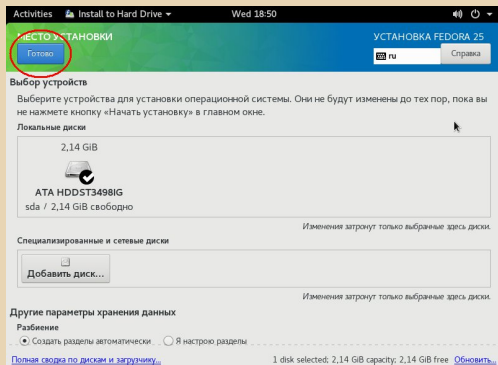 Activities Install to Hard Drive Wed 18:50
МЕСТО УСТАНОВКИ
УСТАНОВКА FEDORA 25
Готово
ru
Справка
Выбор устройств
Выберите устройства для установки операционной системы. Они не будут изменены до тех пор, пока вы
не нажмете кнопку «Начать установку» в главном окне.
Локальные диски
2,14 GiB
ATA HDDST3498IG
sda / 2,14 GiB свободно
Изменения затронут только выбранные здесь диски.
Специализированные и сетевые диски
Добавить диск...
Изменения затронут только выбранные здесь диски.
Другие параметры хранения данных
Разбиение
Создать разделы автоматически Я настрою разделы
Полная сводка по дискам и загрузчику... 1 disk selected; 2,14 GiB capacity; 2,14 GiB free Обновить...